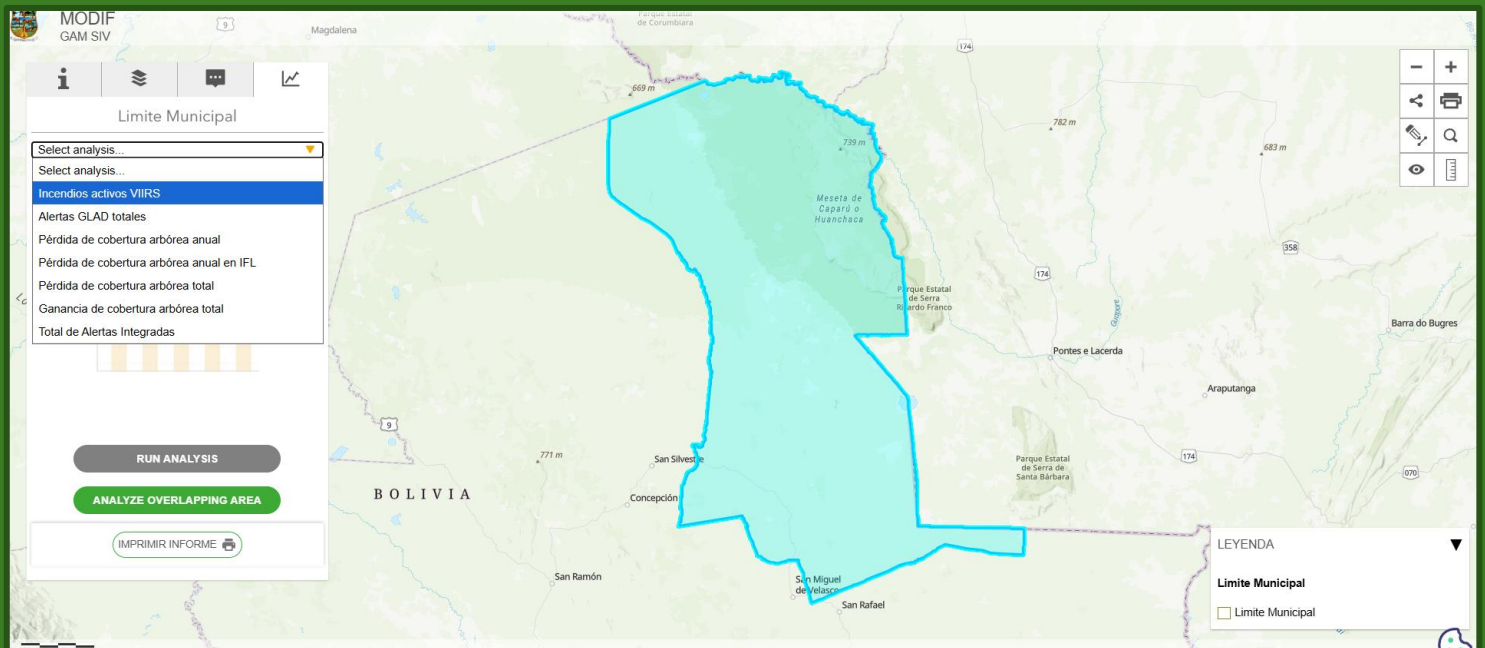 MODIF
GAM SIV
Limite Municipal
Select analysis...
Select analysis...
Incendios activos VIIRS
Alertas GLAD totales
Pérdida de cobertura arbórea anual
Pérdida de cobertura arbórea anual en IFL
Pérdida de cobertura arbórea total
Ganancia de cobertura arbórea total
Total de Alertas Integradas
RUN ANALYSIS
ANALYZE OVERLAPPING AREA
IMPRIMIR INFORME
9
Magdalena
Parque Estatal
de Corumbiara
174
669 m
739 m
782 m
683 m
Meseta de
Caparú o
Huanchaca
358
174
Parque Estatal
de Serra
Ricardo Franco
Guaporé
Barra do Bugres
Pontes e Lacerda
Araputanga
9
771 m
San Silvestre
Parque Estatal
de Serra de
Santa Bárbara
174
070
BOLIVIA
Concepción
San Ramón
San Miguel
de Velasco
San Rafael
LEYENDA
Limite Municipal
Limite Municipal